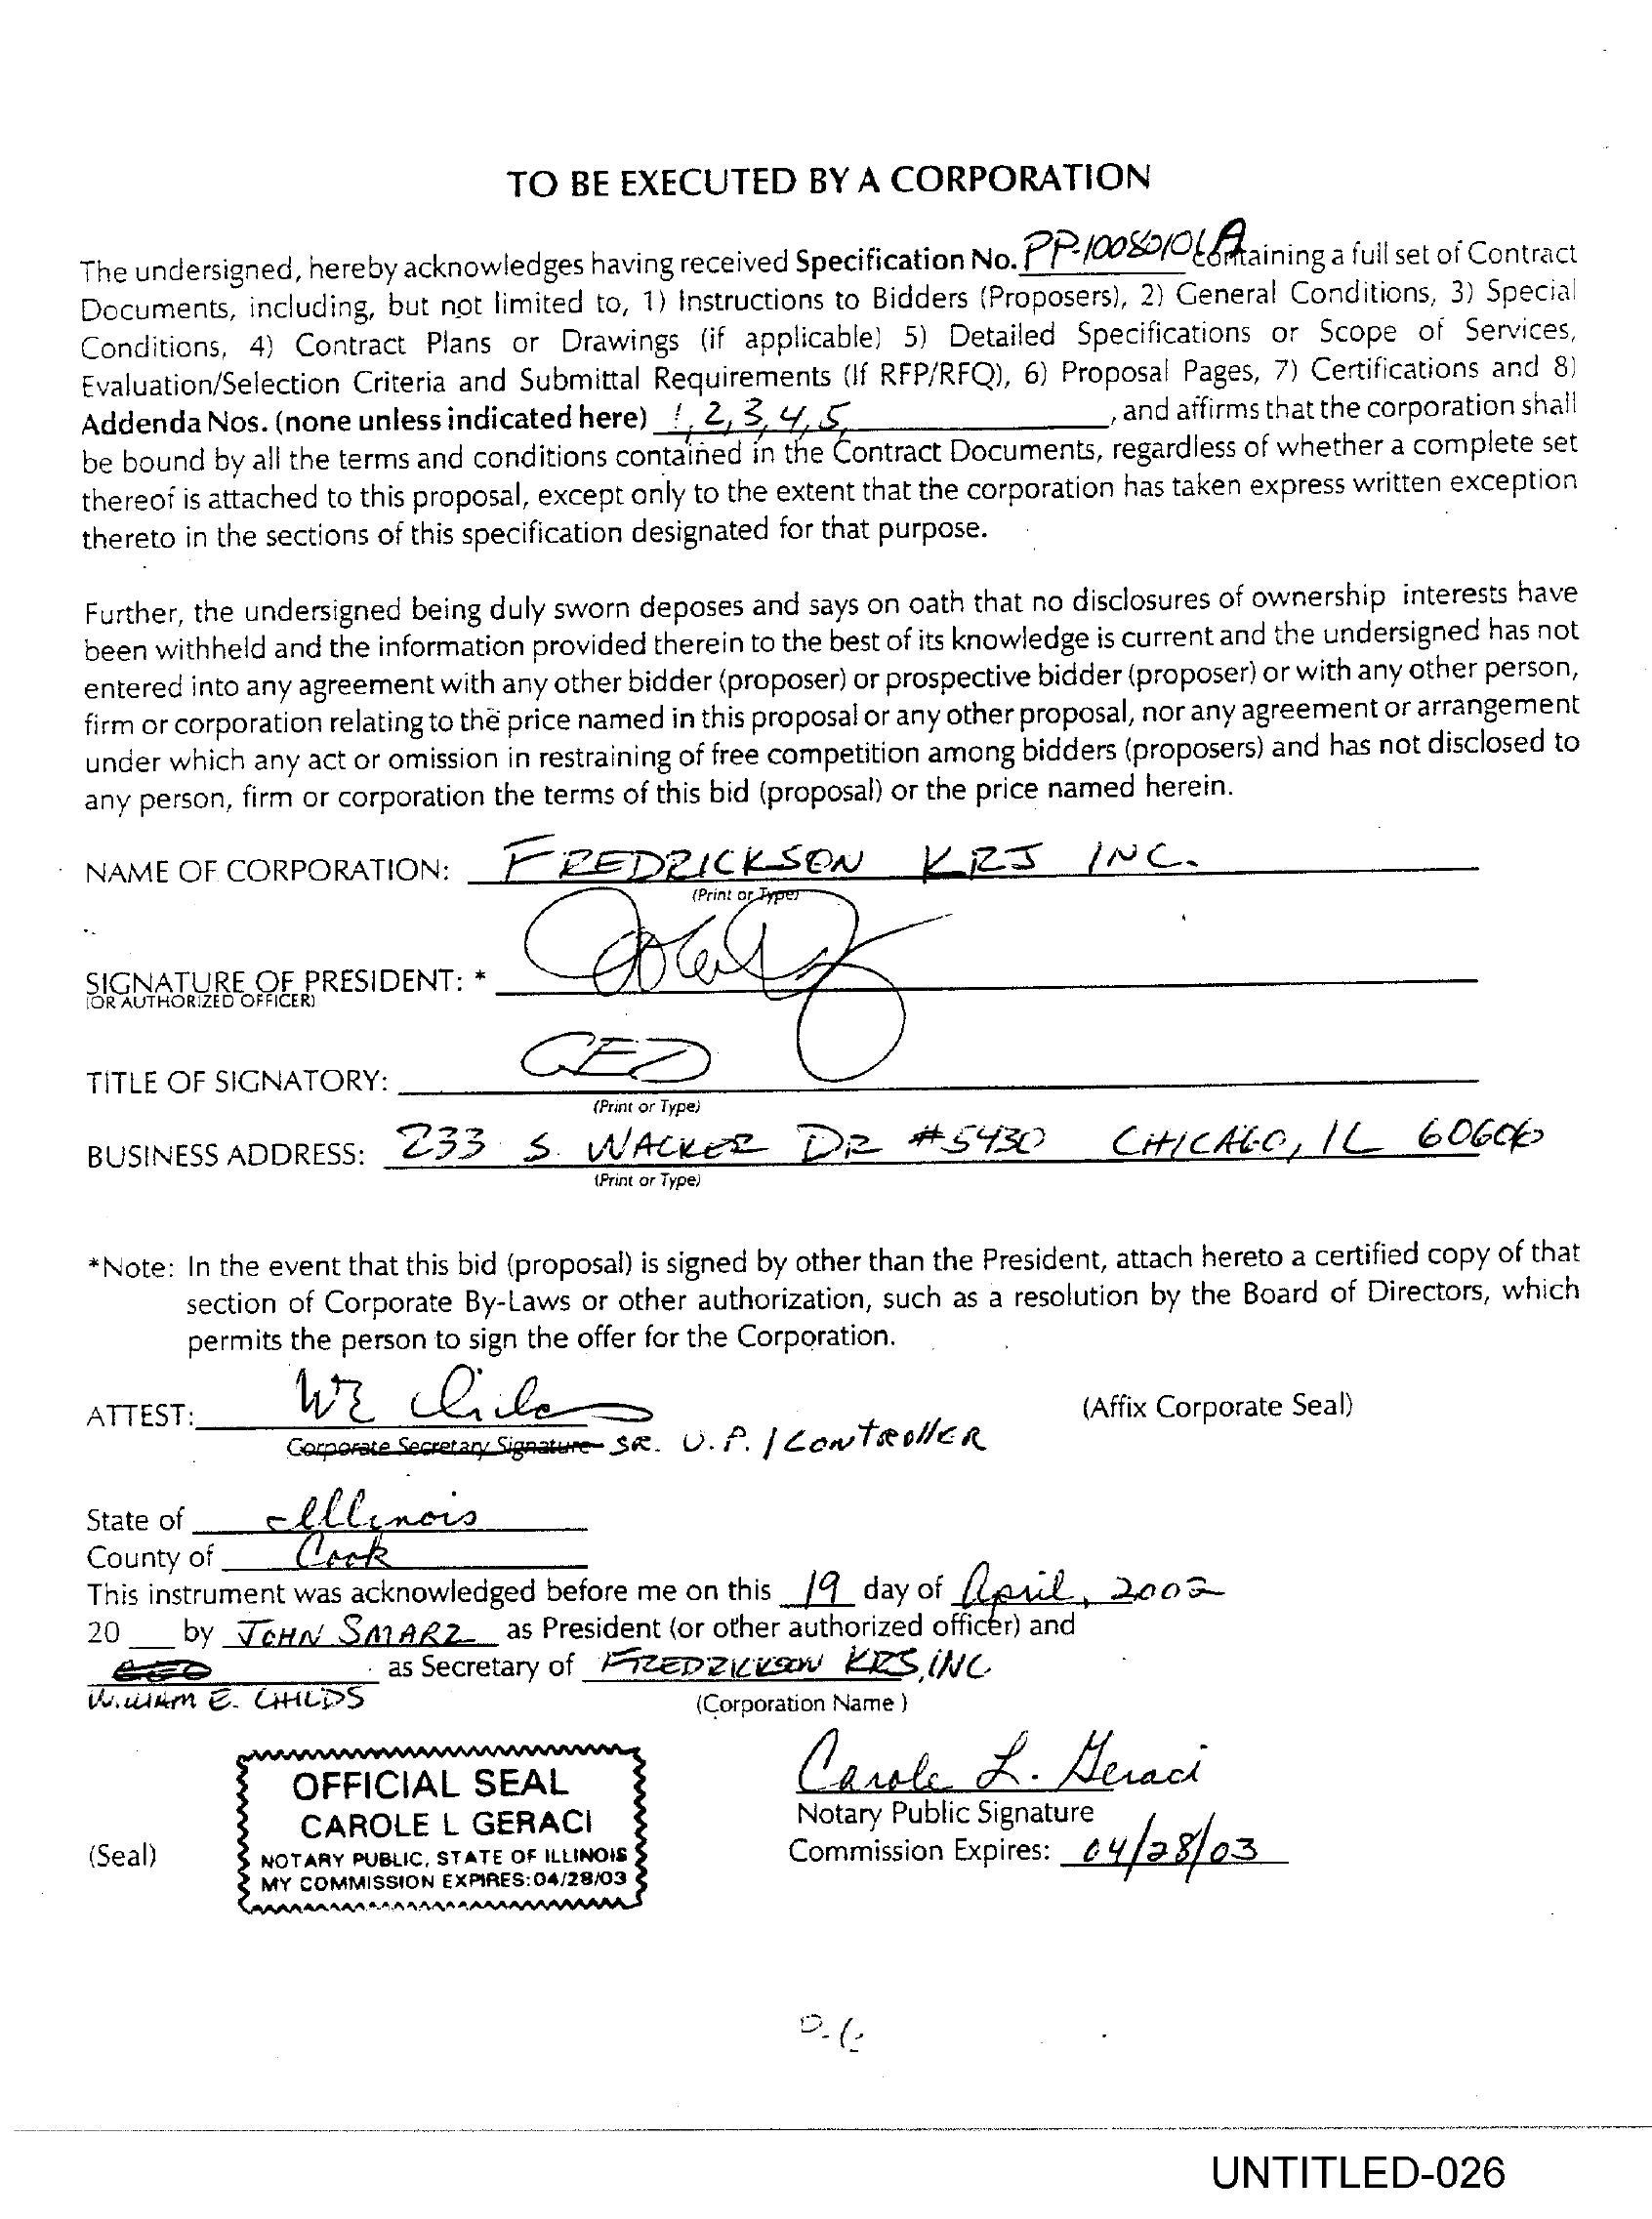 TO BE EXECUTED BY A CORPORATION
The undersigned, hereby acknowledges having received Specification No. PP-10080106A containing a full set of Contract
Documents, including, but not limited to, 1) Instructions to Bidders (Proposers), 2) General Conditions, 3) Special
Conditions, 4) Contract Plans or Drawings (if applicable) 5) Detailed Specifications or Scope of Services,
Evaluation/Selection Criteria and Submittal Requirements (If RFP/RFQ), 6) Proposal Pages, 7) Certifications and 8)
Addenda Nos. (none unless indicated here) 1, 2, 3, 4, 5, , and affirms that the corporation shall
be bound by all the terms and conditions contained in the Contract Documents, regardless of whether a complete set
thereof is attached to this proposal, except only to the extent that the corporation has taken express written exception
thereto in the sections of this specification designated for that purpose.
Further, the undersigned being duly sworn deposes and says on oath that no disclosures of ownership interests have
been withheld and the information provided therein to the best of its knowledge is current and the undersigned has not
entered into any agreement with any other bidder (proposer) or prospective bidder (proposer) or with any other person,
firm or corporation relating to the price named in this proposal or any other proposal, nor any agreement or arrangement
under which any act or omission in restraining of free competition among bidders (proposers) and has not disclosed to
any person, firm or corporation the terms of this bid (proposal) or the price named herein.
NAME OF CORPORATION: FREDRICKSON KRS INC.
(Print or Type)
SIGNATURE OF PRESIDENT: *
(OR AUTHORIZED OFFICER)
TITLE OF SIGNATORY: CEO
(Print or Type)
BUSINESS ADDRESS: 233 S. WACKER DR #5430 CHICAGO, IL 60606
(Print or Type)
*Note: In the event that this bid (proposal) is signed by other than the President, attach hereto a certified copy of that
section of Corporate By-Laws or other authorization, such as a resolution by the Board of Directors, which
permits the person to sign the offer for the Corporation.
ATTEST: WE Childs (Affix Corporate Seal)
Corporate Secretary Signature SR. V.P. / CONTROllER
State of Illinois
County of Cook
This instrument was acknowledged before me on this 19 day of April, 2002
20 __ by JOHN SMARZ as President (or other authorized officer) and
CEO as Secretary of FREDRICKSON KRS, INC
WilliAM E. CHILDS (Corporation Name )
OFFICIAL SEAL
CAROLE L GERACI
NOTARY PUBLIC, STATE OF ILLINOIS
MY COMMISSION EXPIRES:04/28/03
(Seal)
Carole L. Geraci
Notary Public Signature
Commission Expires: 04/28/03
UNTITLED-026